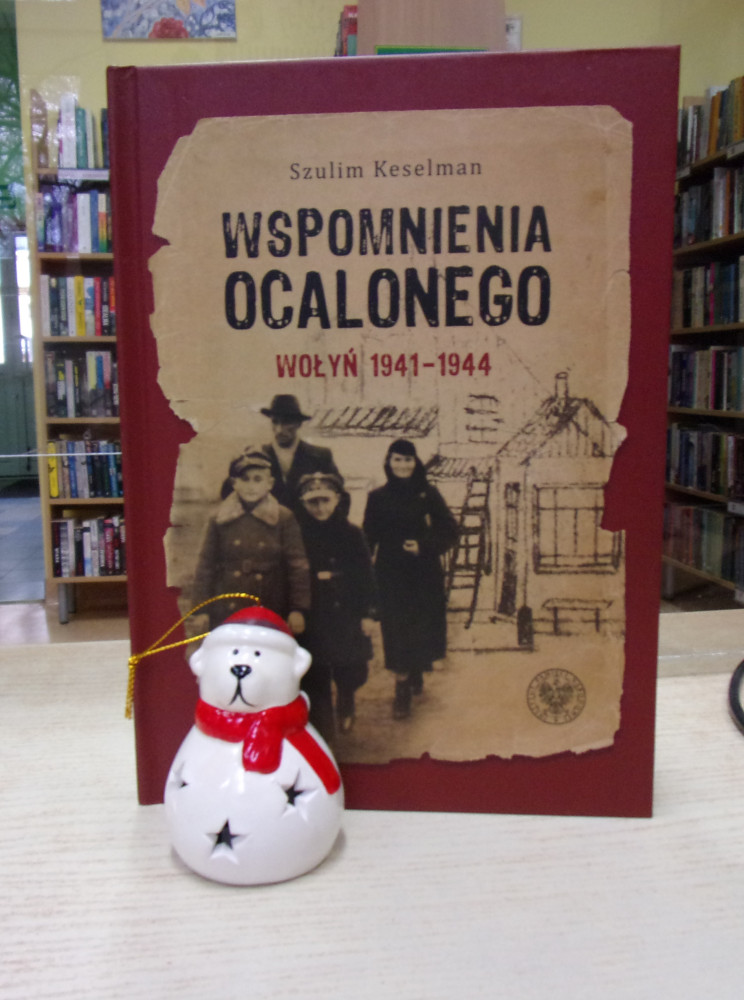 Szulim Keselman
WSPOMNIENIA
OCALONEGO
WOŁYŃ 1941–1944